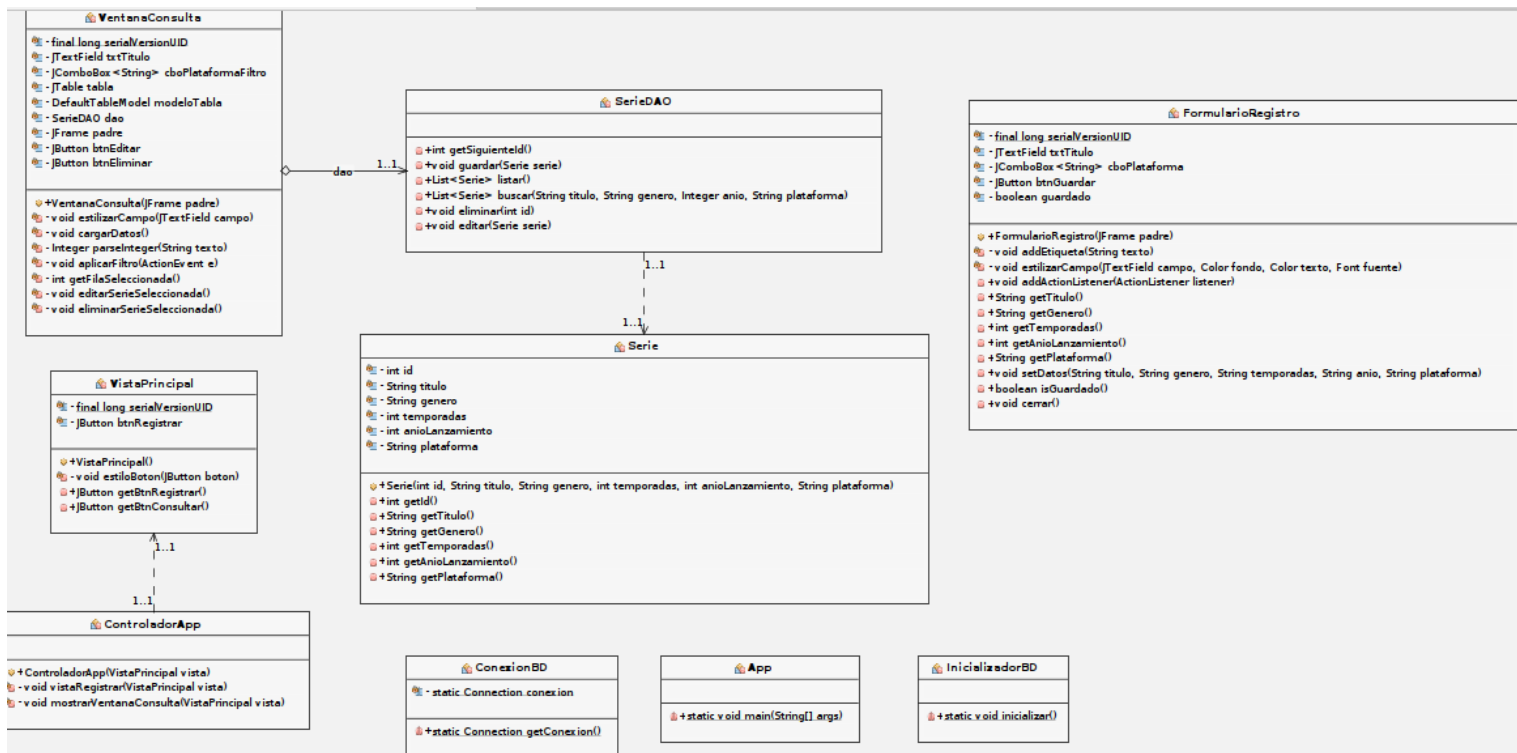 VentanaConsulta
- final long serialVersionUID
- JTextField txtTitulo
- JComboBox<String> cboPlataformaFiltro
- JTable tabla
- DefaultTableModel modeloTabla
- SerieDAO dao
- JFrame padre
- JButton btnEditar
- JButton btnEliminar
+VentanaConsulta(JFrame padre)
- void estilizarCampo(JTextField campo)
- void cargarDatos()
- Integer parseInteger(String texto)
- void aplicarFiltro(ActionEvent e)
- int getFilaSeleccionada()
- void editarSerieSeleccionada()
- void eliminarSerieSeleccionada()
dao
1..1
SerieDAO
+int getSiguienteId()
+void guardar(Serie serie)
+List<Serie> listar()
+List<Serie> buscar(String titulo, String genero, Integer anio, String plataforma)
+void eliminar(int id)
+void editar(Serie serie)
1..1
1..1
Serie
- int id
- String titulo
- String genero
- int temporadas
- int anioLanzamiento
- String plataforma
+Serie(int id, String titulo, String genero, int temporadas, int anioLanzamiento, String plataforma)
+int getId()
+String getTitulo()
+String getGenero()
+int getTemporadas()
+int getAnioLanzamiento()
+String getPlataforma()
FormularioRegistro
- final long serialVersionUID
- JTextField txtTitulo
- JComboBox<String> cboPlataforma
- JButton btnGuardar
- boolean guardado
+FormularioRegistro(JFrame padre)
- void addEtiqueta(String texto)
- void estilizarCampo(JTextField campo, Color fondo, Color texto, Font fuente)
+void addActionListener(ActionListener listener)
+String getTitulo()
+String getGenero()
+int getTemporadas()
+int getAnioLanzamiento()
+String getPlataforma()
+void setDatos(String titulo, String genero, String temporadas, String anio, String plataforma)
+boolean isGuardado()
+void cerrar()
VistaPrincipal
- final long serialVersionUID
- JButton btnRegistrar
+VistaPrincipal()
- void estiloBoton(JButton boton)
+JButton getBtnRegistrar()
+JButton getBtnConsultar()
1..1
1..1
ControladorApp
+ControladorApp(VistaPrincipal vista)
- void vistaRegistrar(VistaPrincipal vista)
- void mostrarVentanaConsulta(VistaPrincipal vista)
ConexionBD
- static Connection conexion
+static Connection getConexion()
App
+static void main(String[] args)
InicializadorBD
+static void inicializar()